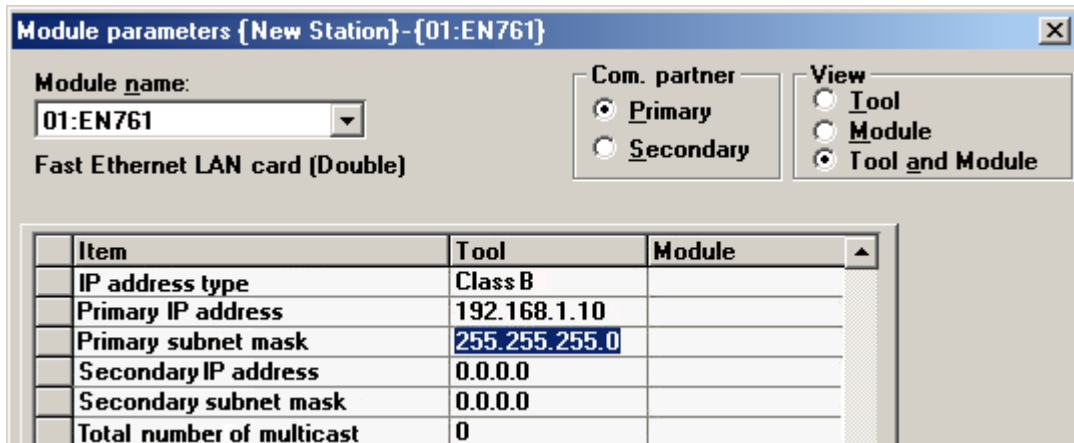 Module parameters {New Station}-{01:EN761}
Module name:
01:EN761
Fast Ethernet LAN card (Double)
Com. partner
Primary
Secondary
View
Tool
Module
Tool and Module
Item Tool Module
IP address type Class B
Primary IP address 192.168.1.10
Primary subnet mask 255.255.255.0
Secondary IP address 0.0.0.0
Secondary subnet mask 0.0.0.0
Total number of multicast 0